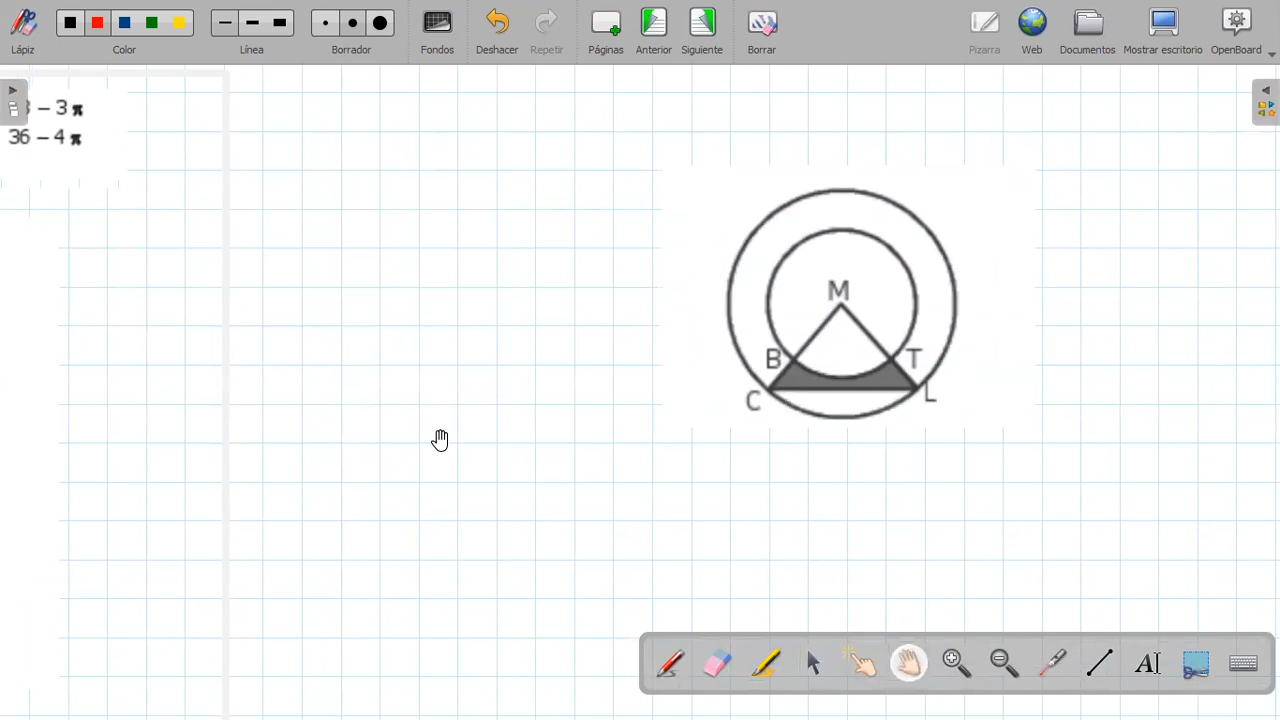 Lápiz
Color
Línea
Borrador
Fondos
Deshacer
Repetir
Páginas
Anterior
Siguiente
Borrar
Pizarra
Web
Documentos
Mostrar escritorio
OpenBoard
– 3 π
36 – 4 π
M
B
T
C
L
A